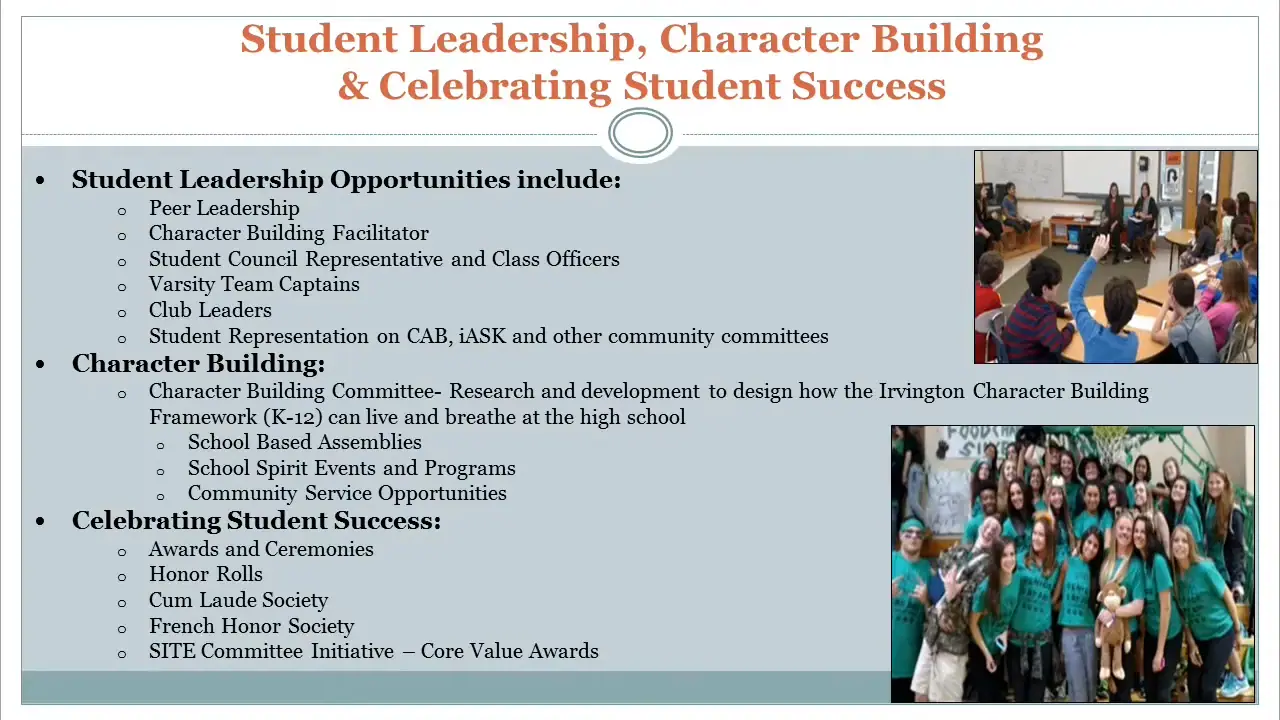 Student Leadership, Character Building
& Celebrating Student Success
• Student Leadership Opportunities include:
o Peer Leadership
o Character Building Facilitator
o Student Council Representative and Class Officers
o Varsity Team Captains
o Club Leaders
o Student Representation on CAB, iASK and other community committees
• Character Building:
o Character Building Committee- Research and development to design how the Irvington Character Building
Framework (K-12) can live and breathe at the high school
o School Based Assemblies
o School Spirit Events and Programs
o Community Service Opportunities
• Celebrating Student Success:
o Awards and Ceremonies
o Honor Rolls
o Cum Laude Society
o French Honor Society
o SITE Committee Initiative – Core Value Awards